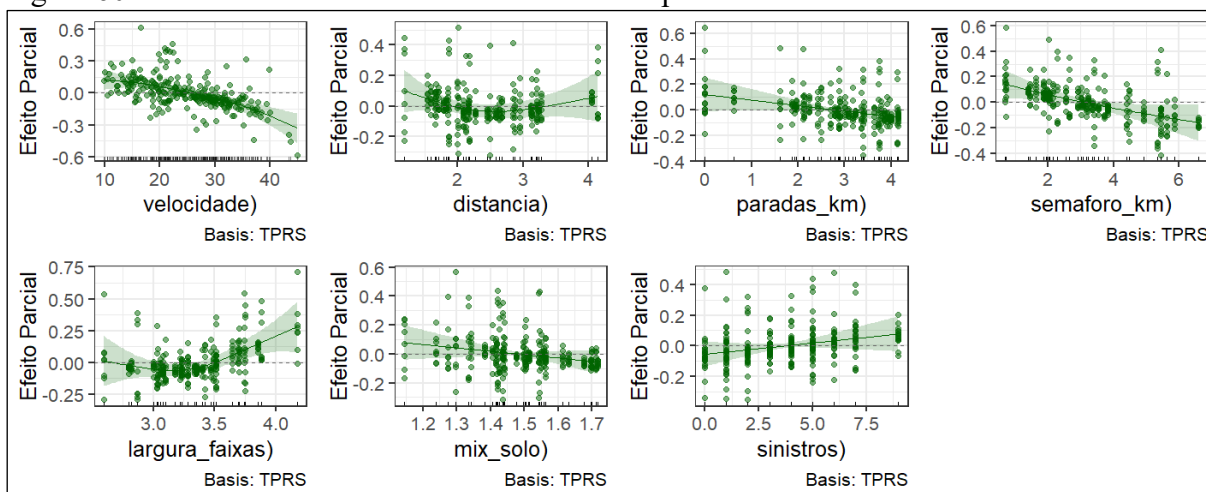 Efeito Parcial
0.6
0.3
0.0
-0.3
-0.6
10 20 30 40
velocidade)
Basis: TPRS
Efeito Parcial
0.4
0.2
0.0
-0.2
2 3 4
distancia)
Basis: TPRS
Efeito Parcial
0.6
0.4
0.2
0.0
-0.2
-0.4
0 1 2 3 4
paradas_km)
Basis: TPRS
Efeito Parcial
0.6
0.4
0.2
0.0
-0.2
-0.4
2 4 6
semaforo_km)
Basis: TPRS
Efeito Parcial
0.75
0.50
0.25
0.00
-0.25
3.0 3.5 4.0
largura_faixas)
Basis: TPRS
Efeito Parcial
0.6
0.4
0.2
0.0
-0.2
1.2 1.3 1.4 1.5 1.6 1.7
mix_solo)
Basis: TPRS
Efeito Parcial
0.4
0.2
0.0
-0.2
0.0 2.5 5.0 7.5
sinistros)
Basis: TPRS